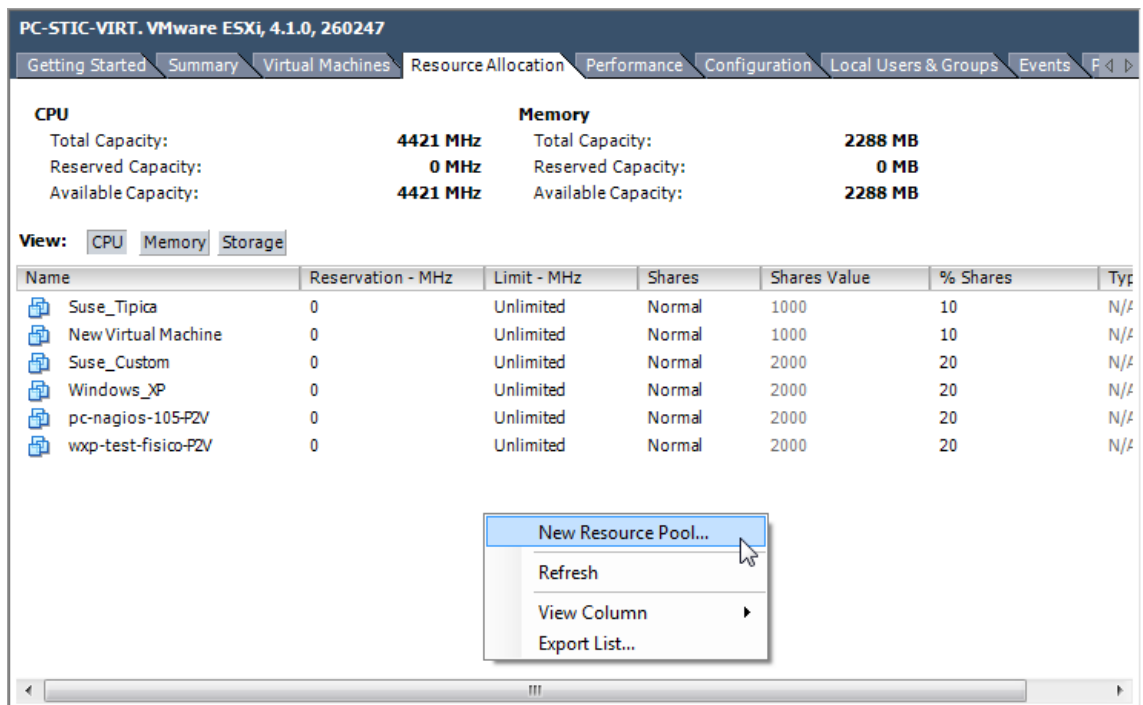 PC-STIC-VIRT. VMware ESXi, 4.1.0, 260247
Getting Started Summary Virtual Machines Resource Allocation Performance Configuration Local Users & Groups Events
CPU Memory
Total Capacity: 4421 MHz Total Capacity: 2288 MB
Reserved Capacity: 0 MHz Reserved Capacity: 0 MB
Available Capacity: 4421 MHz Available Capacity: 2288 MB
View: CPU Memory Storage
Name Reservation - MHz Limit - MHz Shares Shares Value % Shares Typ
Suse_Tipica 0 Unlimited Normal 1000 10 N/A
New Virtual Machine 0 Unlimited Normal 1000 10 N/A
Suse_Custom 0 Unlimited Normal 2000 20 N/A
Windows_XP 0 Unlimited Normal 2000 20 N/A
pc-nagios-105-P2V 0 Unlimited Normal 2000 20 N/A
wxp-test-fisico-P2V 0 Unlimited Normal 2000 20 N/A
New Resource Pool...
Refresh
View Column
Export List...